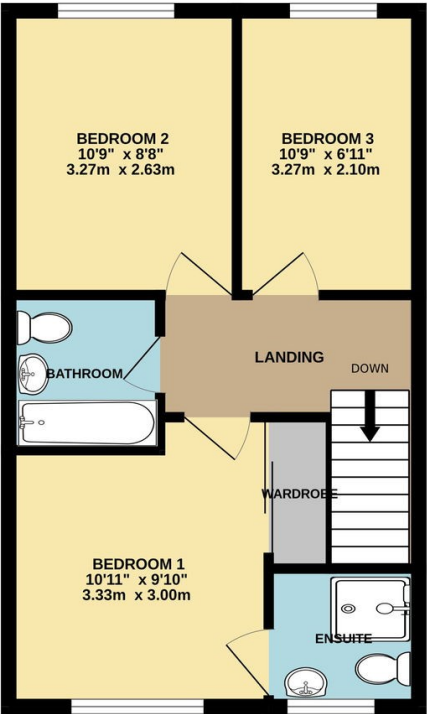 BEDROOM 2
10'9" x 8'8"
3.27m x 2.63m
BEDROOM 3
10'9" x 6'11"
3.27m x 2.10m
LANDING
DOWN
BATHROOM
WARDROBE
BEDROOM 1
10'11" x 9'10"
3.33m x 3.00m
ENSUITE